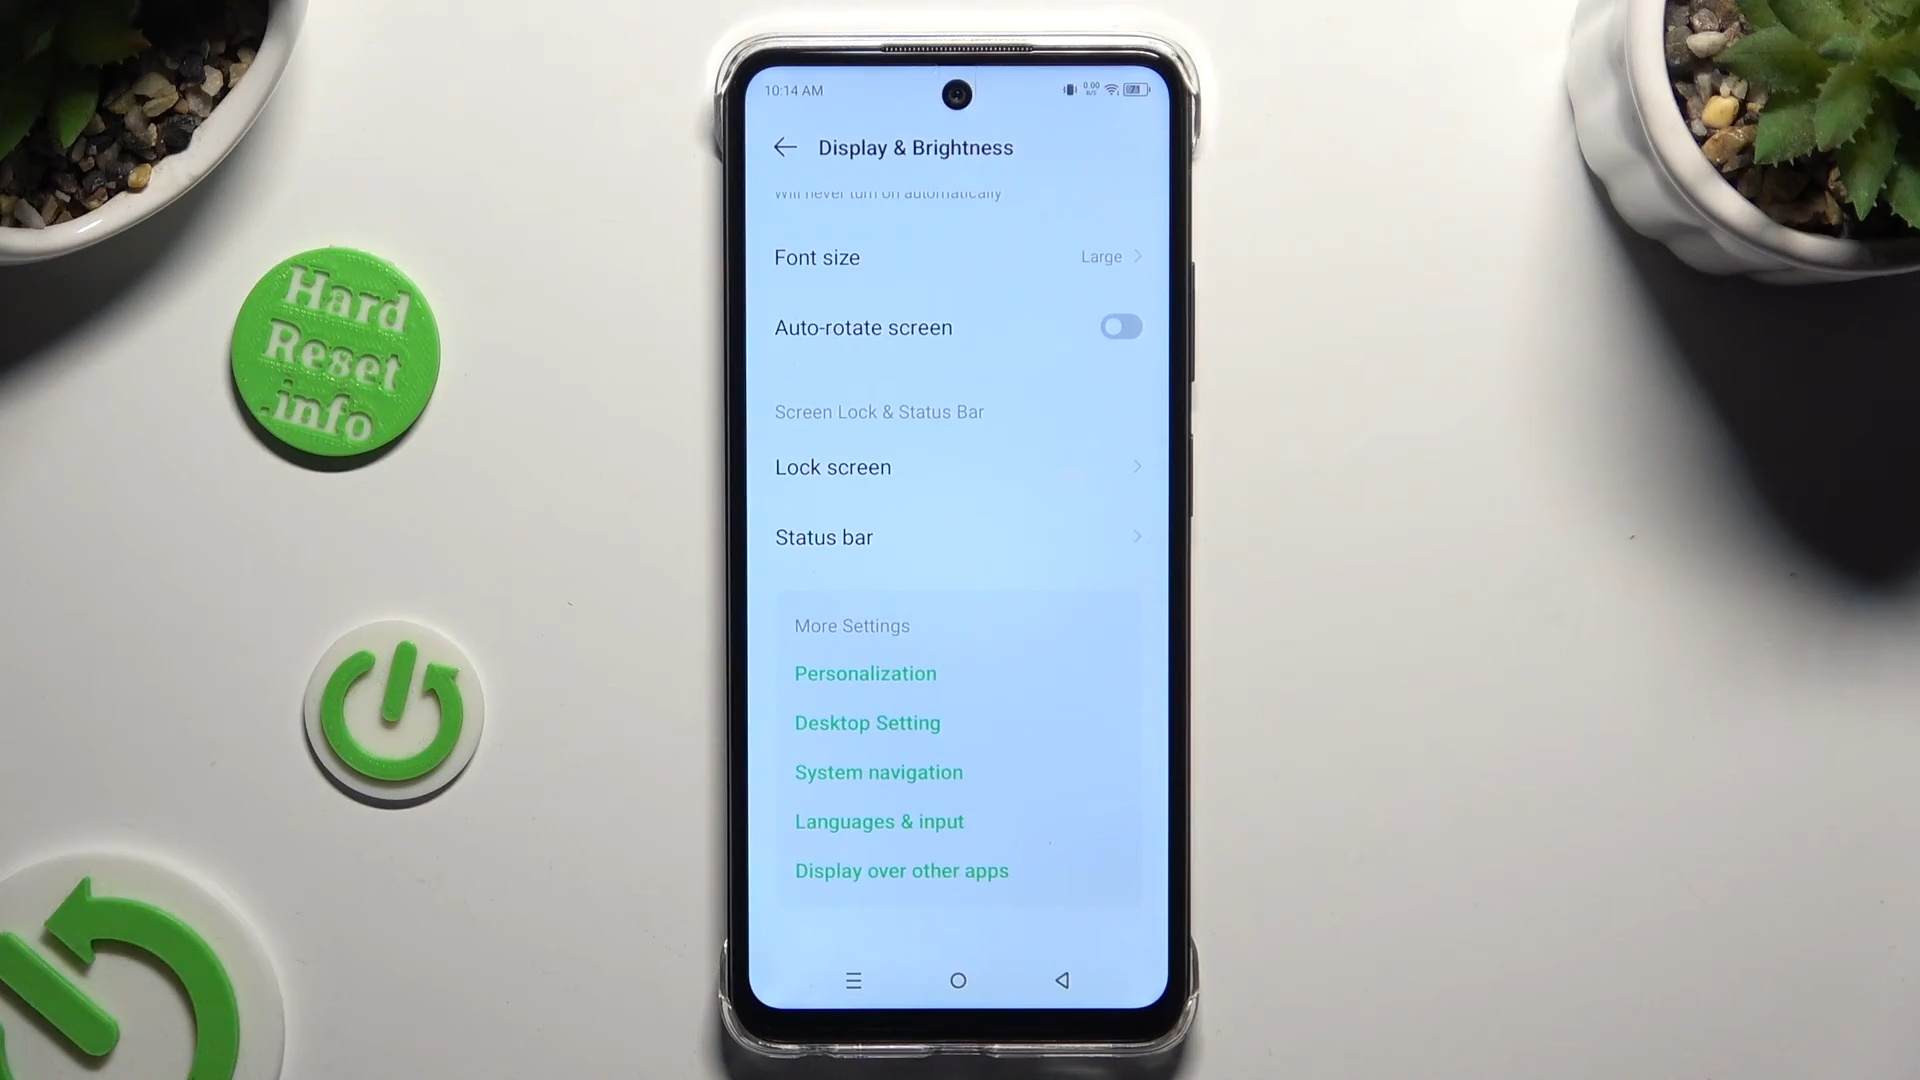 Hard
Reset
.info
10:14 AM
0.00
B/S
Display & Brightness
Will never turn on automatically
Font size
Large
Auto-rotate screen
Screen Lock & Status Bar
Lock screen
Status bar
More Settings
Personalization
Desktop Setting
System navigation
Languages & input
Display over other apps